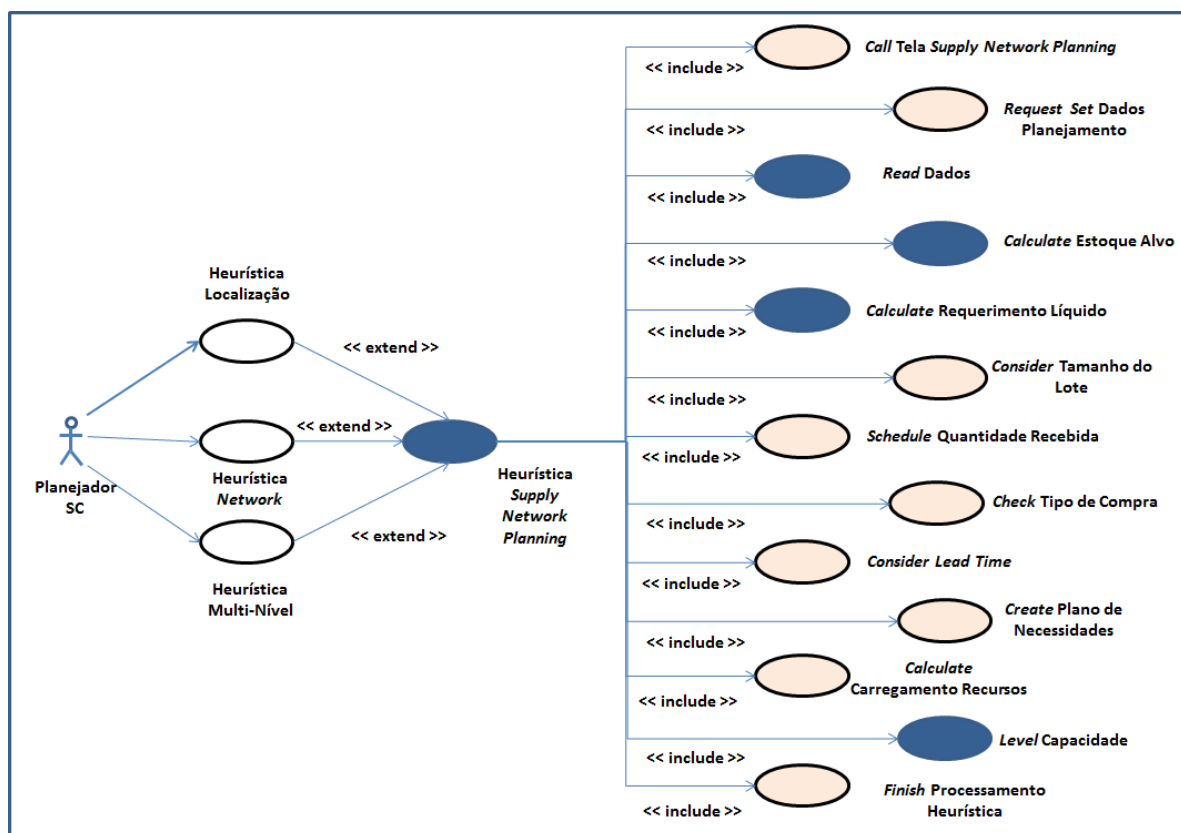 Call Tela Supply Network Planning
<< include >>
Request Set Dados
Planejamento
<< include >>
Read Dados
<< include >>
Calculate Estoque Alvo
<< include >>
Heurística
Localização
Calculate Requerimento Líquido
<< include >>
<< extend >>
Consider Tamanho do
Lote
<< include >>
<< extend >>
Schedule Quantidade Recebida
<< include >>
Planejador
SC
Heurística
Network
Heurística
Supply
Network
Planning
Check Tipo de Compra
<< include >>
<< extend >>
Consider Lead Time
<< include >>
Heurística
Multi-Nível
Create Plano de
Necessidades
<< include >>
Calculate
Carregamento Recursos
<< include >>
Level Capacidade
<< include >>
Finish Processamento
Heurística
<< include >>